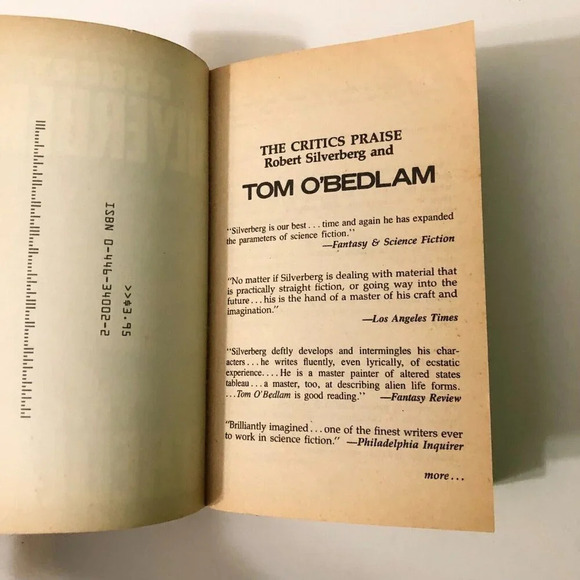 ISBN 0-446-34002-2
>>$3.95
THE CRITICS PRAISE
Robert Silverberg and
TOM O'BEDLAM
"Silverberg is our best . . . time and again he has expanded
the parameters of science fiction."
—Fantasy & Science Fiction
"No matter if Silverberg is dealing with material that
is practically straight fiction, or going way into the
future . . . his is the hand of a master of his craft and
imagination."
—Los Angeles Times
"Silverberg deftly develops and intermingles his char-
acters . . . he writes fluently, even lyrically, of ecstatic
experience. . . . He is a master painter of altered states
tableau . . . a master, too, at describing alien life forms.
. . . Tom O'Bedlam is good reading." —Fantasy Review
"Brilliantly imagined . . . one of the finest writers ever
to work in science fiction." —Philadelphia Inquirer
more . . .